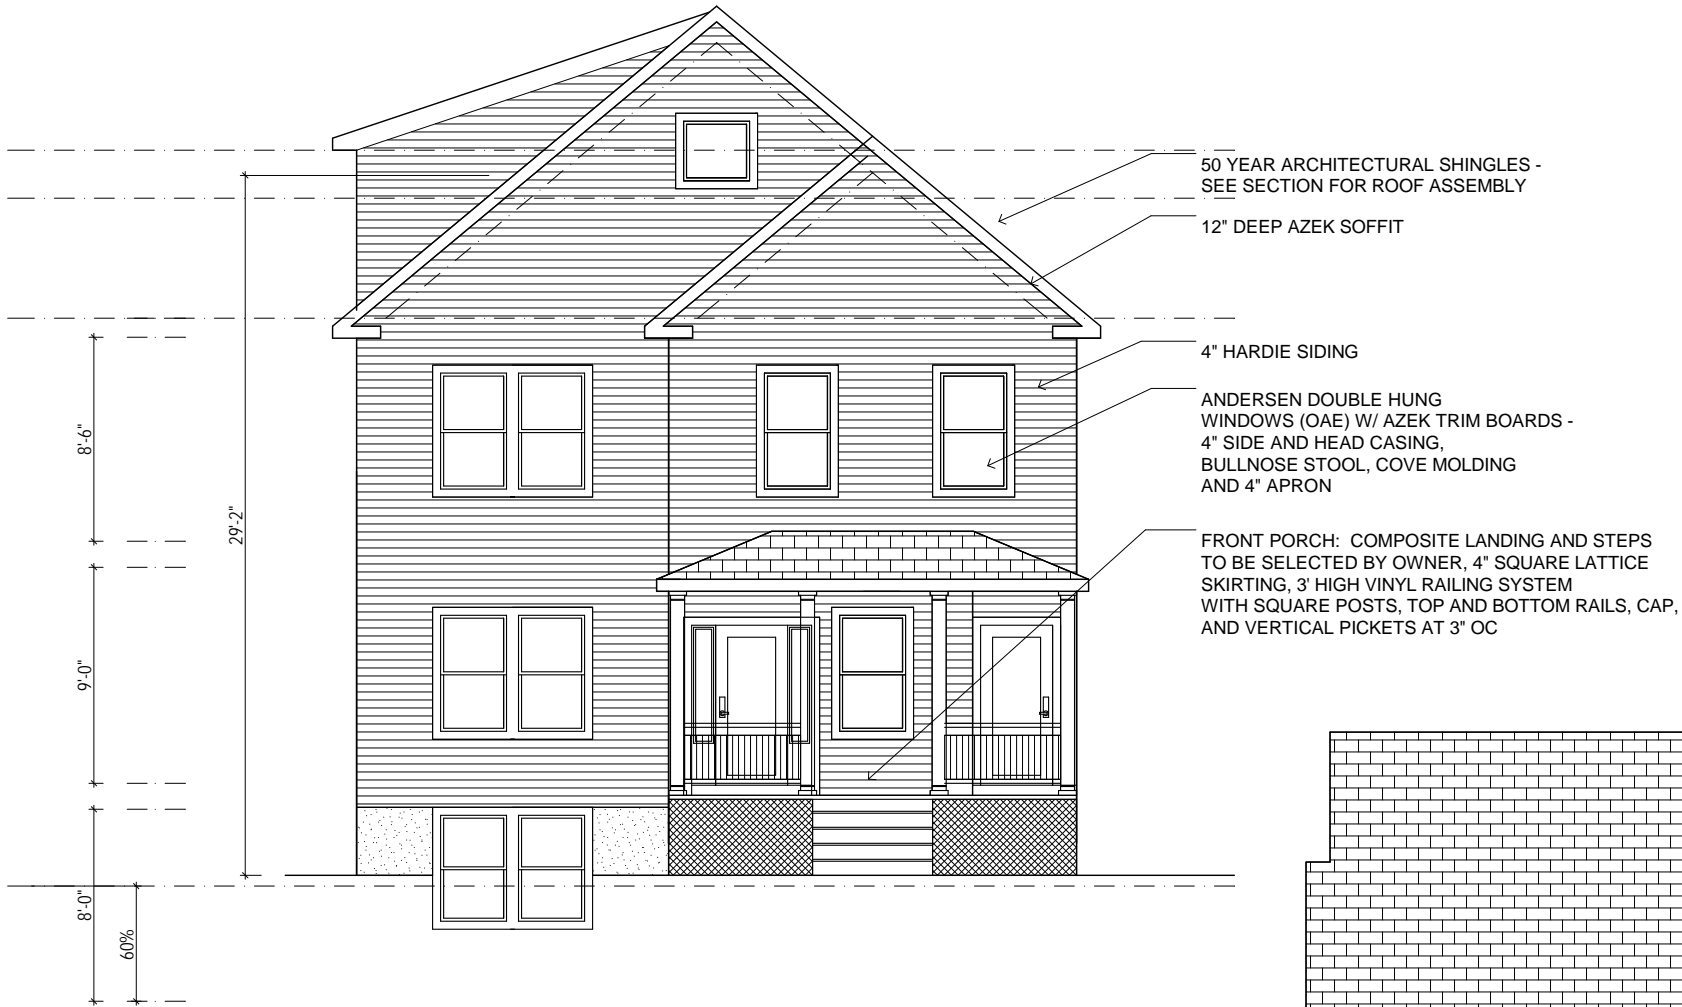 50 YEAR ARCHITECTURAL SHINGLES -
SEE SECTION FOR ROOF ASSEMBLY
12" DEEP AZEK SOFFIT
4" HARDIE SIDING
ANDERSEN DOUBLE HUNG
WINDOWS (OAE) W/ AZEK TRIM BOARDS -
4" SIDE AND HEAD CASING,
BULLNOSE STOOL, COVE MOLDING
AND 4" APRON
FRONT PORCH:  COMPOSITE LANDING AND STEPS
TO BE SELECTED BY OWNER, 4" SQUARE LATTICE
SKIRTING, 3' HIGH VINYL RAILING SYSTEM
WITH SQUARE POSTS, TOP AND BOTTOM RAILS, CAP,
AND VERTICAL PICKETS AT 3" OC
8'-6"
29'-2"
9'-0"
8'-0"
60%